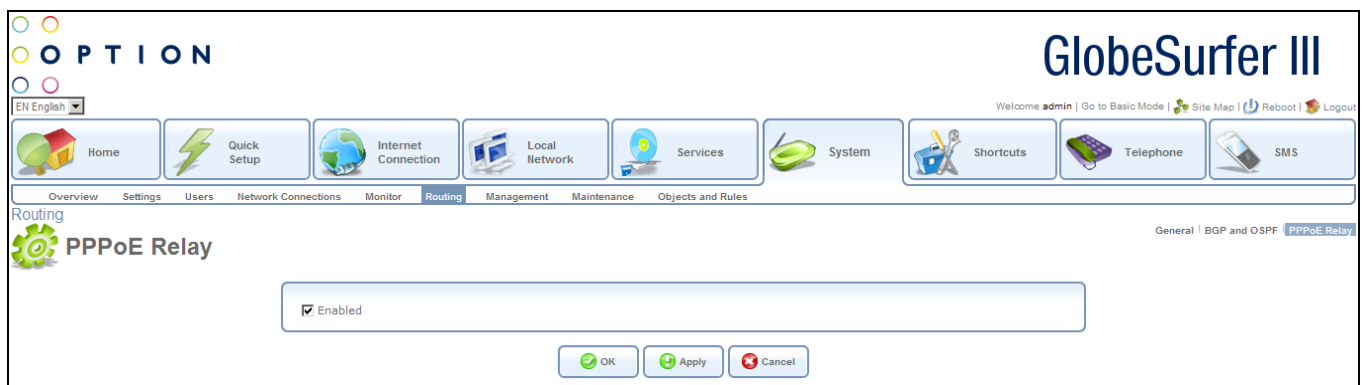 OPTION
GlobeSurfer III
EN English
Welcome admin | Go to Basic Mode | Site Map | Reboot | Logout
Home
Quick Setup
Internet Connection
Local Network
Services
System
Shortcuts
Telephone
SMS
Overview Settings Users Network Connections Monitor Routing Management Maintenance Objects and Rules
Routing
General | BGP and OSPF | PPPoE Relay
PPPoE Relay
Enabled
OK Apply Cancel